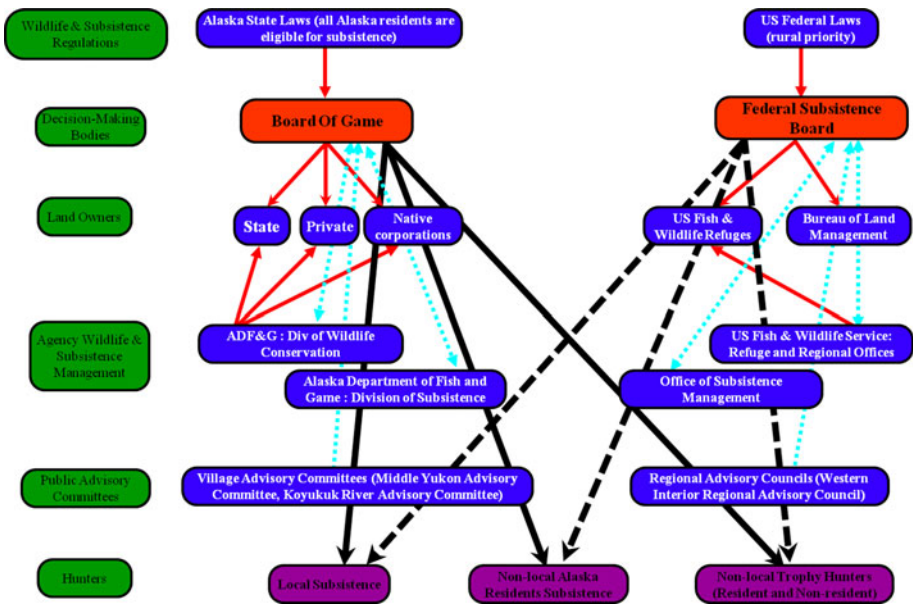 Wildlife & Subsistence
Regulations
Alaska State Laws (all Alaska residents are
eligible for subsistence)
US Federal Laws
(rural priority)
Decision-Making
Bodies
Board Of Game
Federal Subsistence
Board
Land Owners
State
Private
Native
corporations
US Fish &
Wildlife Refuges
Bureau of Land
Management
Agency Wildlife &
Subsistence
Management
ADF&G : Div of Wildlife
Conservation
US Fish & Wildlife Service:
Refuge and Regional Offices
Alaska Department of Fish and
Game : Division of Subsistence
Office of Subsistence
Management
Public Advisory
Committees
Village Advisory Committees (Middle Yukon Advisory
Committee, Koyukuk River Advisory Committee)
Regional Advisory Councils (Western
Interior Regional Advisory Council)
Hunters
Local Subsistence
Non-local Alaska
Residents Subsistence
Non-local Trophy Hunters
(Resident and Non-resident)